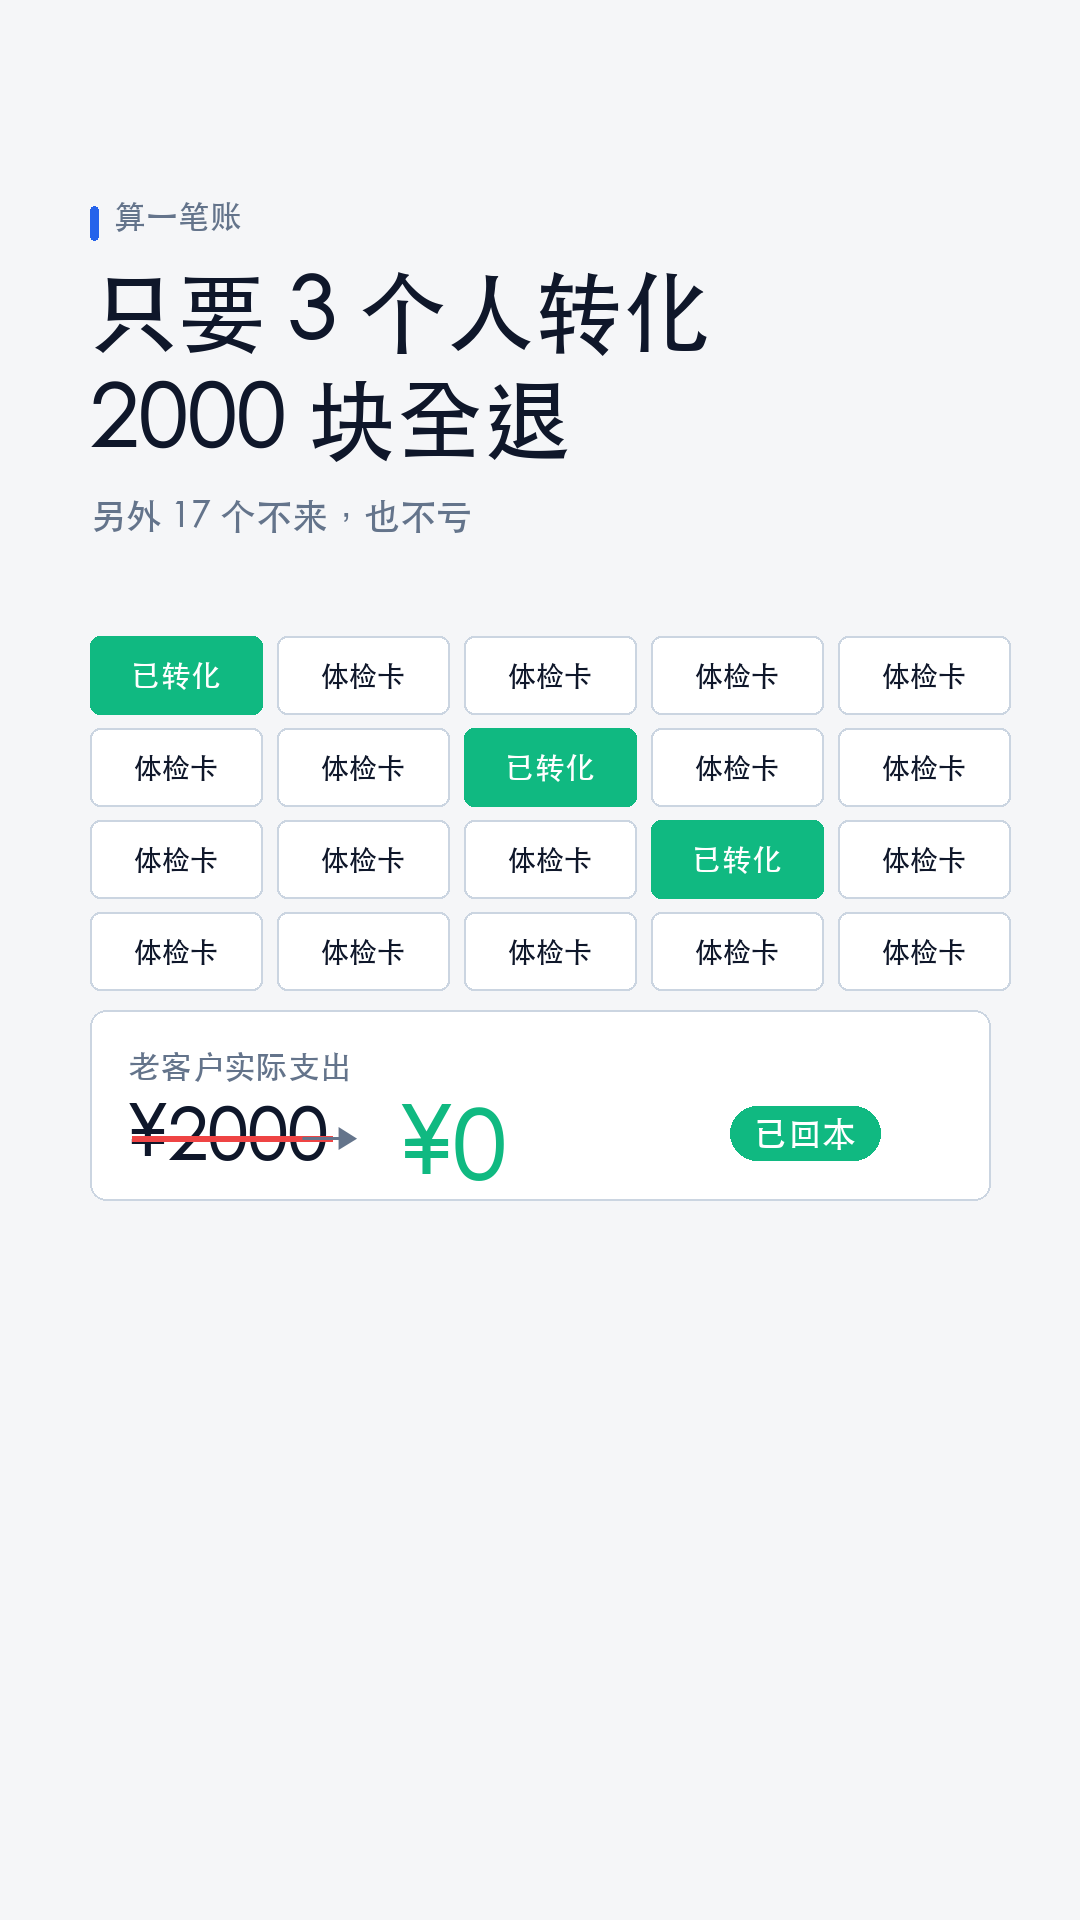 算一笔账
只要 3 个人转化
2000 块全退
另外 17 个不来，也不亏
已转化 体检卡 体检卡 体检卡 体检卡
体检卡 体检卡 已转化 体检卡 体检卡
体检卡 体检卡 体检卡 已转化 体检卡
体检卡 体检卡 体检卡 体检卡 体检卡
老客户实际支出
¥2000 ¥0 已回本